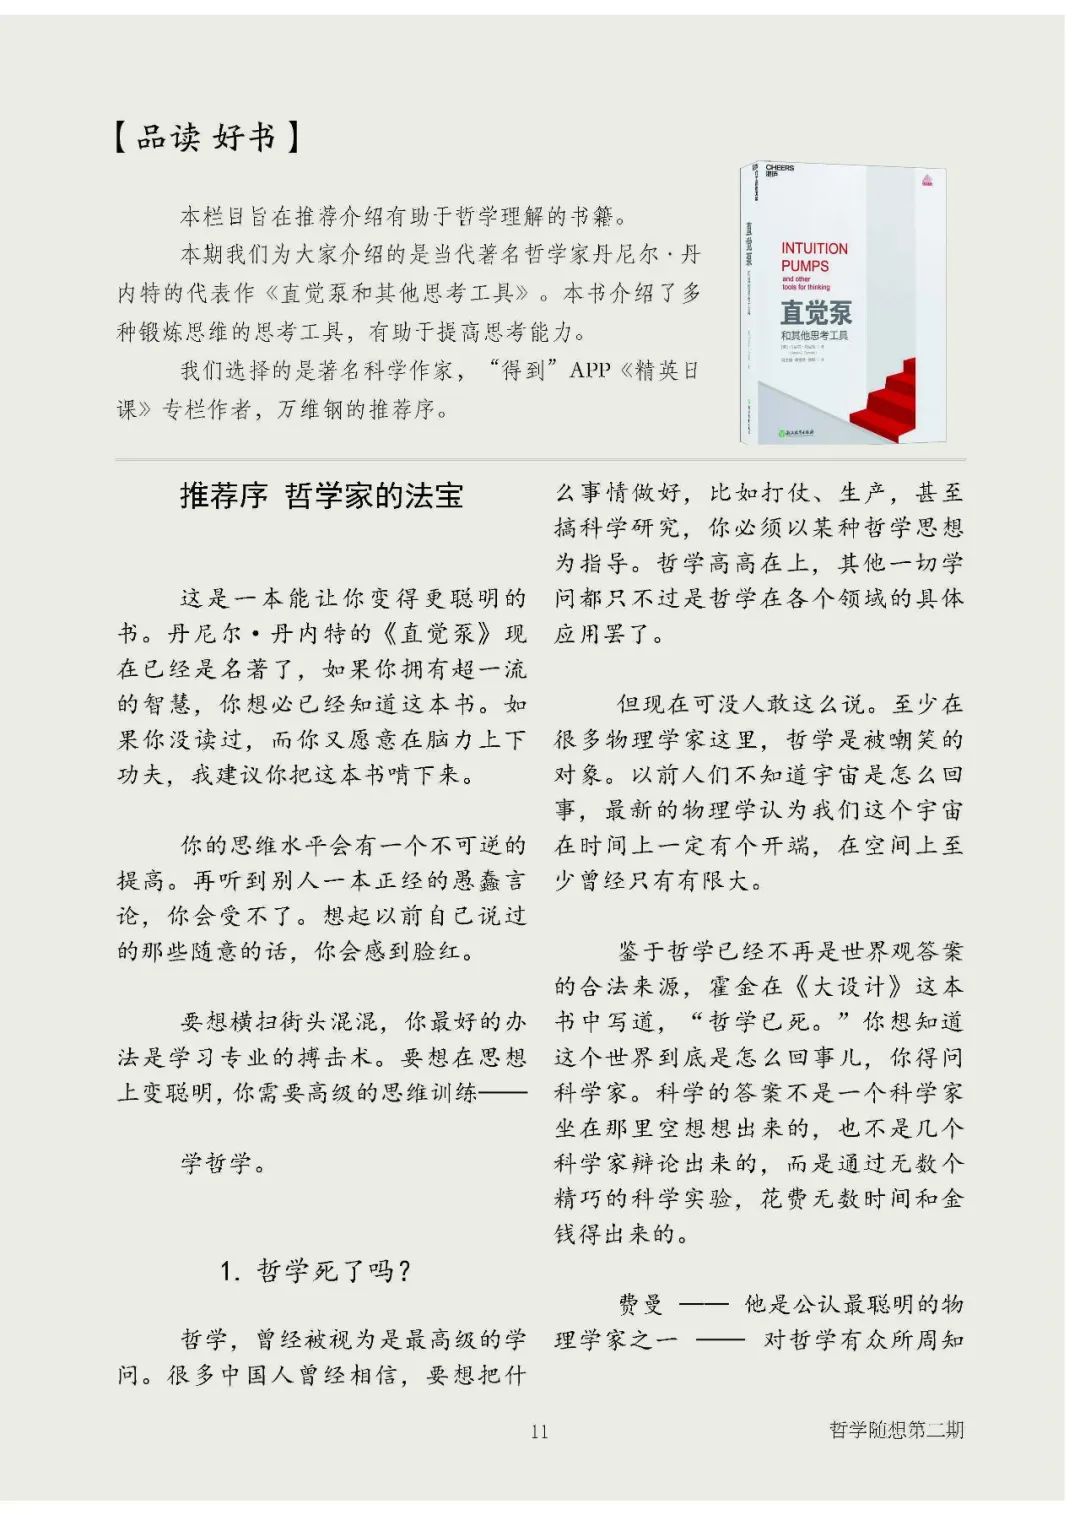 【品读 好书】
本栏目旨在推荐介绍有助于哲学理解的书籍。
本期我们为大家介绍的是当代著名哲学家丹尼尔·丹
内特的代表作《直觉泵和其他思考工具》。本书介绍了多
种锻炼思维的思考工具，有助于提高思考能力。
我们选择的是著名科学作家，“得到”APP《精英日
课》专栏作者，万维钢的推荐序。
CHEERS
湛庐
直觉泵
INTUITION
PUMPS
and other
tools for thinking
直觉泵
和其他思考工具
推荐序 哲学家的法宝
这是一本能让你变得更聪明的
书。丹尼尔·丹内特的《直觉泵》现
在已经是名著了，如果你拥有超一流
的智慧，你想必已经知道这本书。如
果你没读过，而你又愿意在脑力上下
功夫，我建议你把这本书啃下来。
你的思维水平会有一个不可逆的
提高。再听到别人一本正经的愚蠢言
论，你会受不了。想起以前自己说过
的那些随意的话，你会感到脸红。
要想横扫街头混混，你最好的办
法是学习专业的搏击术。要想在思想
上变聪明，你需要高级的思维训练——
学哲学。
1. 哲学死了吗？
哲学，曾经被视为是最高级的学
问。很多中国人曾经相信，要想把什
么事情做好，比如打仗、生产，甚至
搞科学研究，你必须以某种哲学思想
为指导。哲学高高在上，其他一切学
问都只不过是哲学在各个领域的具体
应用罢了。
但现在可没人敢这么说。至少在
很多物理学家这里，哲学是被嘲笑的
对象。以前人们不知道宇宙是怎么回
事，最新的物理学认为我们这个宇宙
在时间上一定有个开端，在空间上至
少曾经只有有限大。
鉴于哲学已经不再是世界观答案
的合法来源，霍金在《大设计》这本
书中写道，“哲学已死。”你想知道
这个世界到底是怎么回事儿，你得问
科学家。科学的答案不是一个科学家
坐在那里空想想出来的，也不是几个
科学家辩论出来的，而是通过无数个
精巧的科学实验，花费无数时间和金
钱得出来的。
费曼 —— 他是公认最聪明的物
理学家之一 —— 对哲学有众所周知
11
哲学随想第二期